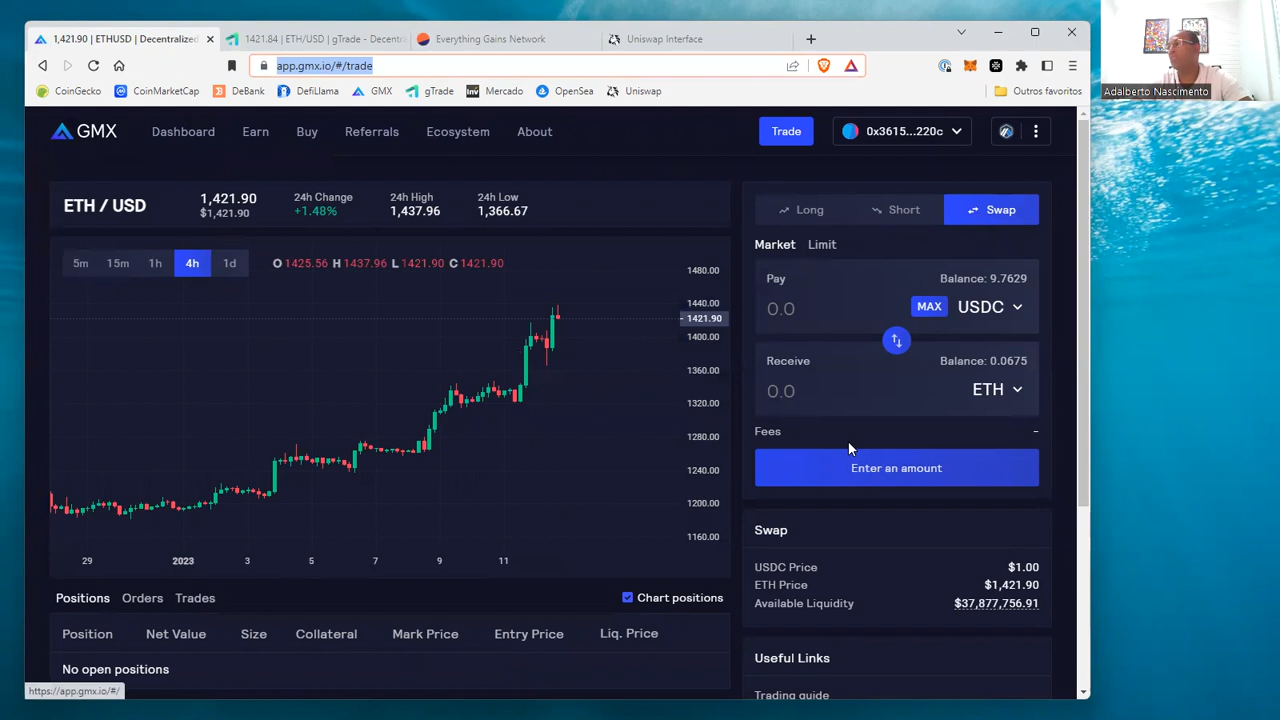 1,421.90 | ETHUSD | Decentralized
1421.84 | ETH/USD | gTrade - Decentr
Everything Gains Network
Uniswap Interface
app.gmx.io/#/trade
CoinGecko
CoinMarketCap
DeBank
DefiLlama
GMX
gTrade
Mercado
OpenSea
Uniswap
Outros favoritos
Adalberto Nascimento
GMX
Dashboard
Earn
Buy
Referrals
Ecosystem
About
Trade
0x3615...220c
ETH / USD
1,421.90
$1,421.90
24h Change
+1.48%
24h High
1,437.96
24h Low
1,366.67
5m
15m
1h
4h
1d
O 1425.56 H 1437.96 L 1421.90 C 1421.90
1480.00
1440.00
1421.90
1400.00
1360.00
1320.00
1280.00
1240.00
1200.00
1160.00
29
2023
3
5
7
9
11
Long
Short
Swap
Market
Limit
Pay
Balance: 9.7629
0.0
MAX
USDC
Receive
Balance: 0.0675
0.0
ETH
Fees
-
Enter an amount
Swap
USDC Price
$1.00
ETH Price
$1,421.90
Available Liquidity
$37,877,756.91
Useful Links
Trading guide
Positions
Orders
Trades
Chart positions
Position
Net Value
Size
Collateral
Mark Price
Entry Price
Liq. Price
No open positions
https://app.gmx.io/#/